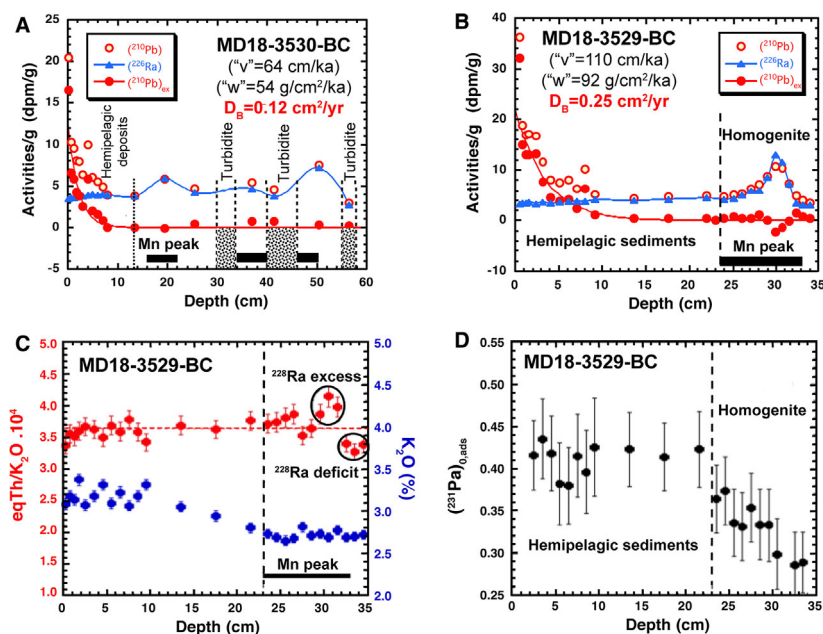 A
Activities/g (dpm/g)
25
20
15
10
5
0
-5
(²¹⁰Pb)
(²²⁶Ra)
(²¹⁰Pb)ex
MD18-3530-BC
("v"=64 cm/ka)
("w"=54 g/cm²/ka)
D_B=0.12 cm²/yr
Hemipelagic
deposits
Turbidite
Turbidite
Turbidite
Mn peak
0 10 20 30 40 50 60
Depth (cm)
B
Activities/g (dpm/g)
40
30
20
10
0
-10
(²¹⁰Pb)
(²²⁶Ra)
(²¹⁰Pb)ex
MD18-3529-BC
("v"=110 cm/ka)
("w"=92 g/cm²/ka)
D_B=0.25 cm²/yr
Homogenite
Hemipelagic sediments
Mn peak
0 5 10 15 20 25 30 35
Depth (cm)
C
eqTh/K₂O .10⁴
5.0
4.5
4.0
3.5
3.0
2.5
2.0
1.5
1.0
MD18-3529-BC
²²⁸Ra excess
²²⁸Ra deficit
Mn peak
5.0
4.5
4.0
3.5
3.0
2.5
2.0
K₂O (%)
0 5 10 15 20 25 30 35
Depth (cm)
D
(²³¹Pa)0,ads
0.55
0.50
0.45
0.40
0.35
0.30
0.25
MD18-3529-BC
Homogenite
Hemipelagic sediments
0 5 10 15 20 25 30 35
Depth (cm)